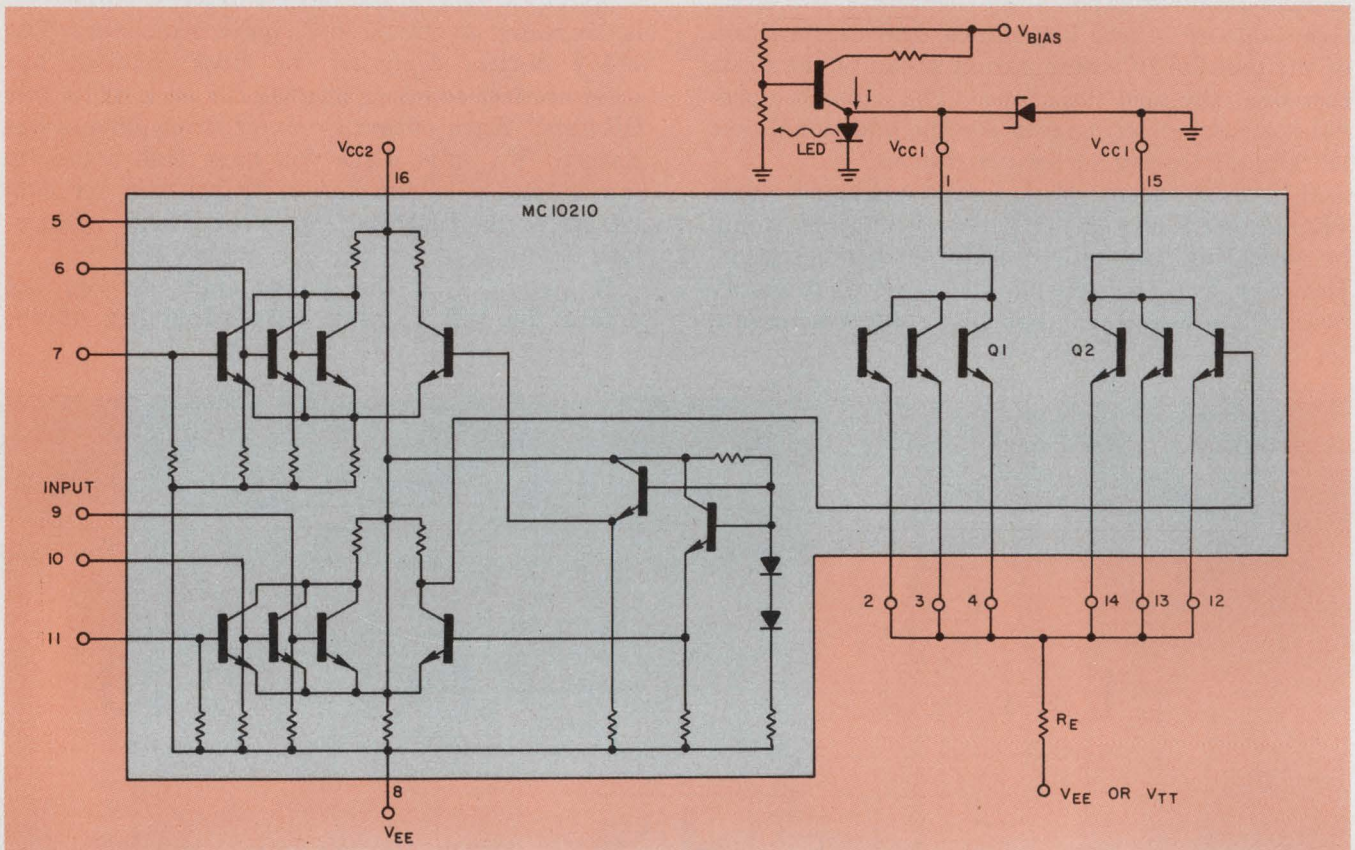 V_BIAS
I
LED
V_CC1
V_CC1
V_CC2
16
1
15
MC10210
5
6
7
Q1
Q2
INPUT
9
10
11
2
3
4
14
13
12
R_E
8
V_EE
V_EE OR V_TT